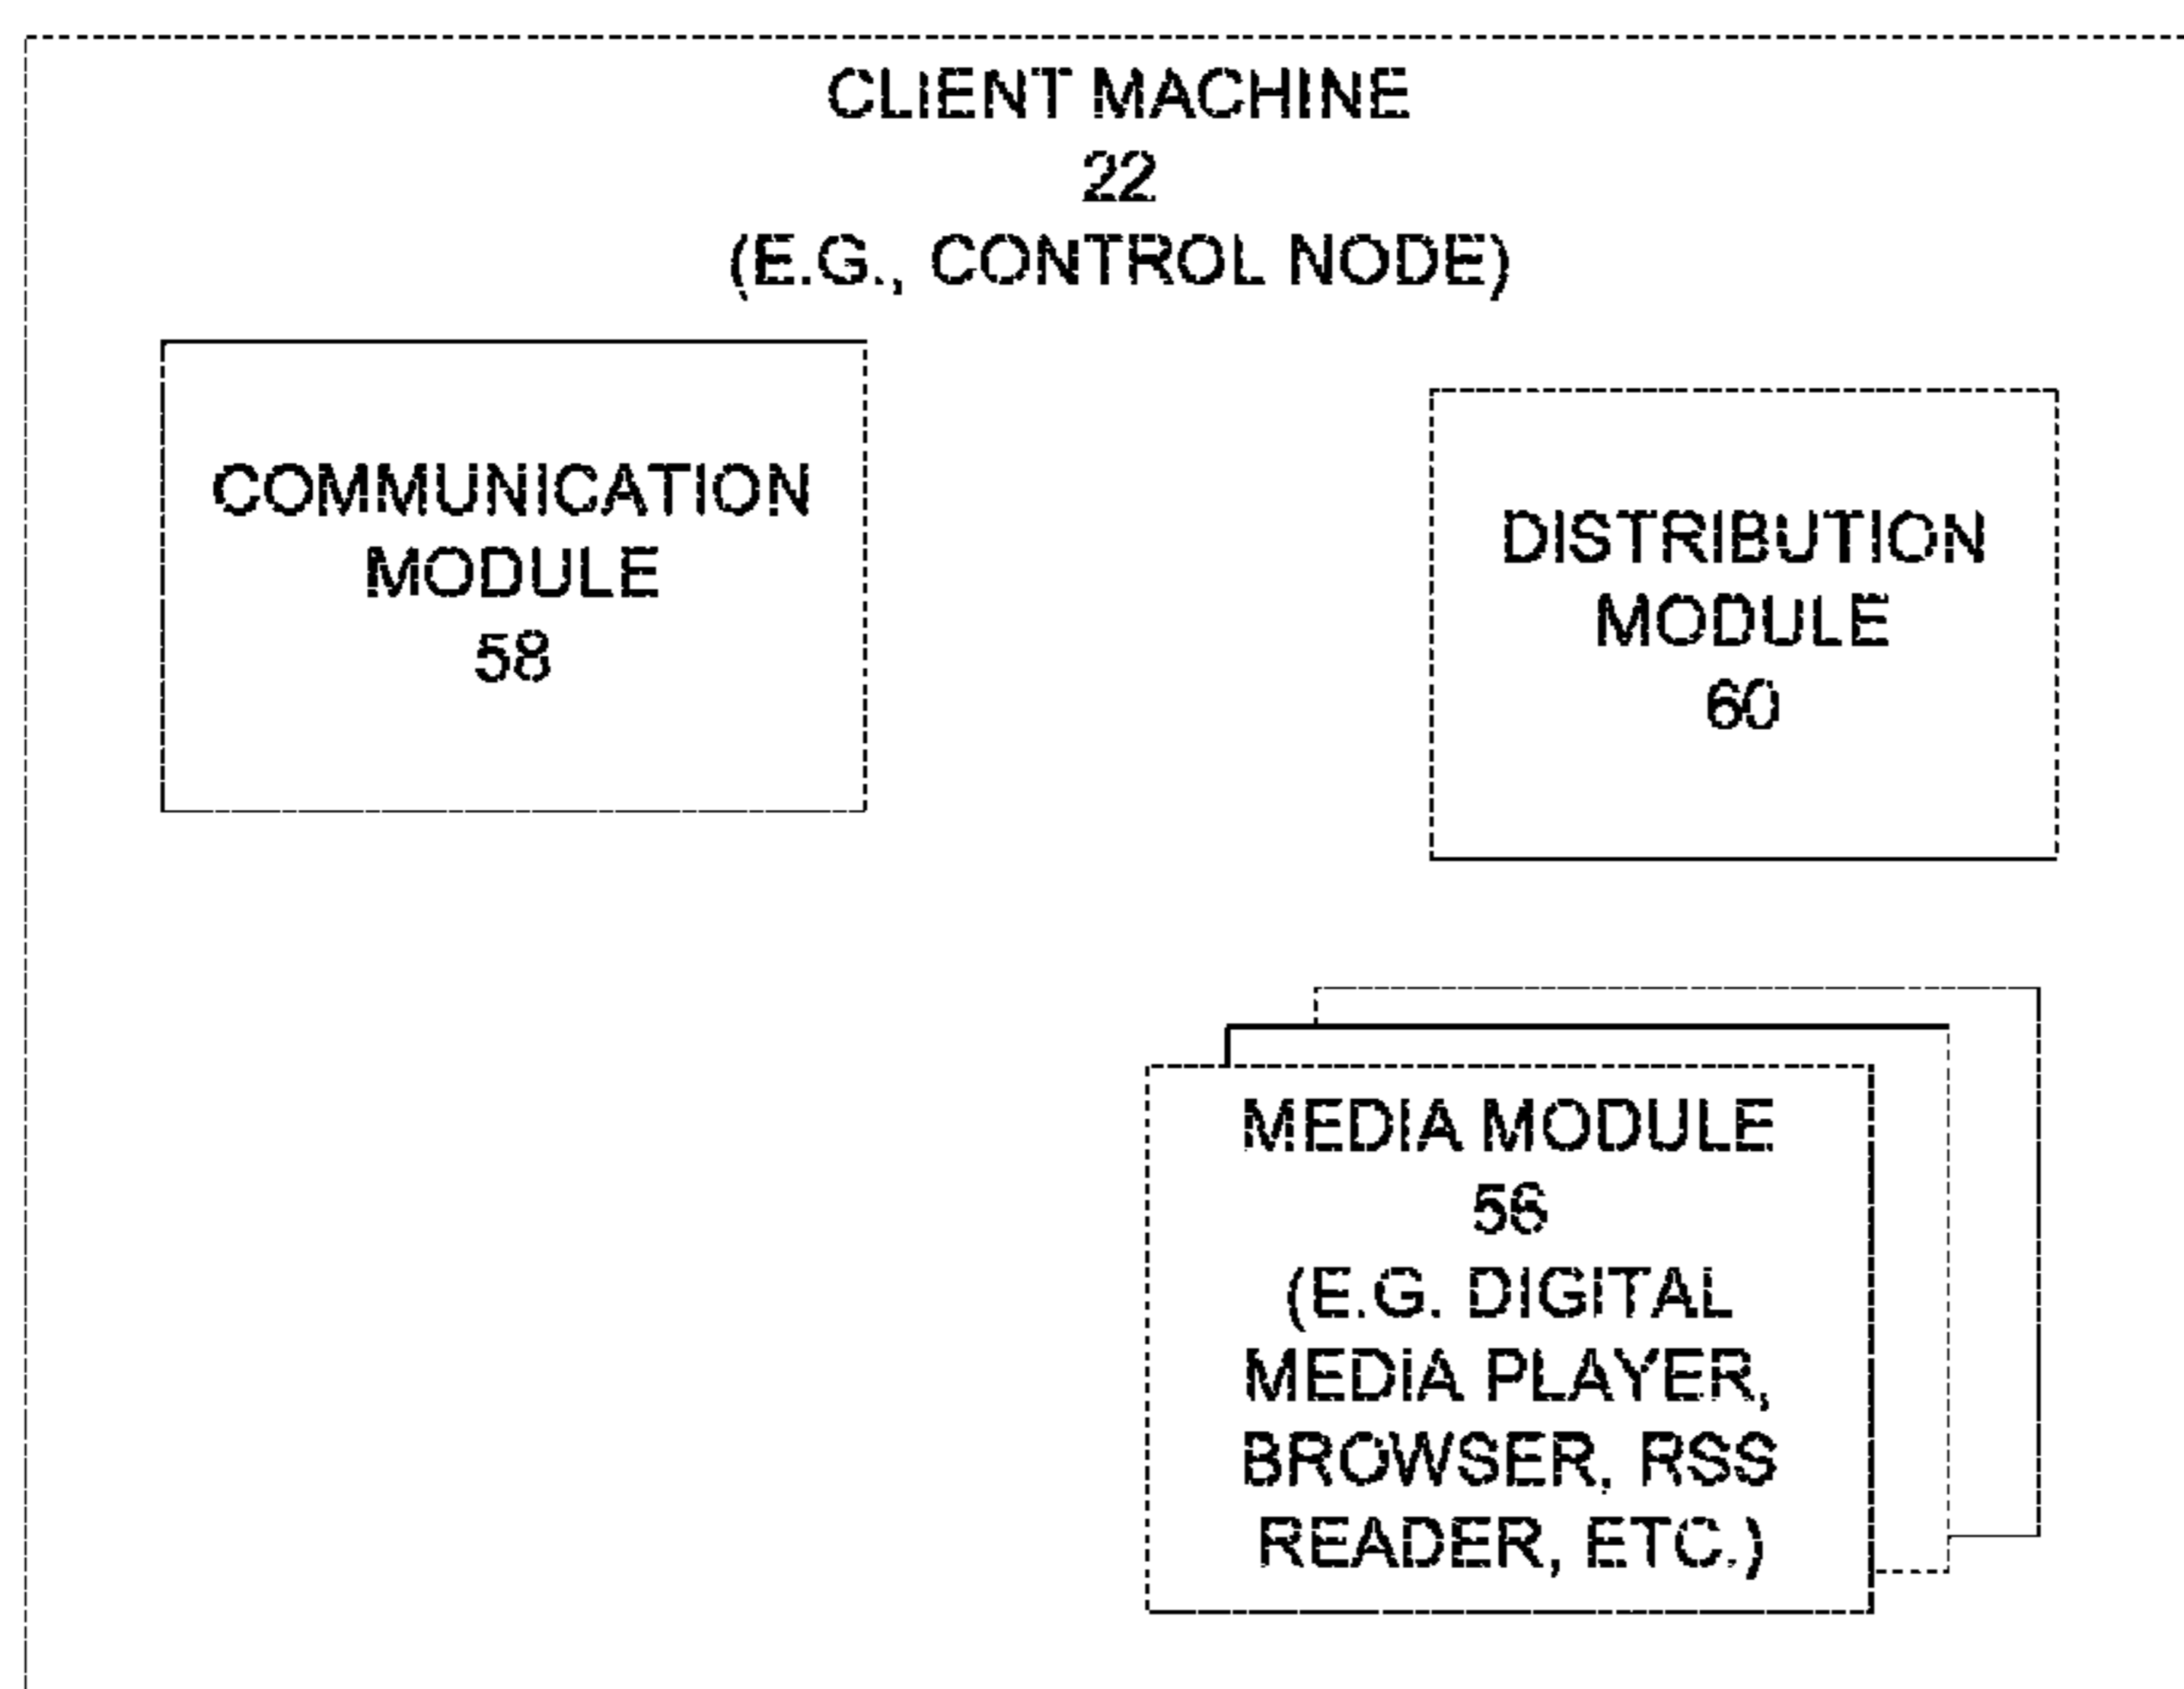 CLIENT MACHINE
22
(E.G., CONTROL NODE)
COMMUNICATION
MODULE
58
DISTRIBUTION
MODULE
60
MEDIA MODULE
56
(E.G. DIGITAL
MEDIA PLAYER,
BROWSER, RSS
READER, ETC.)